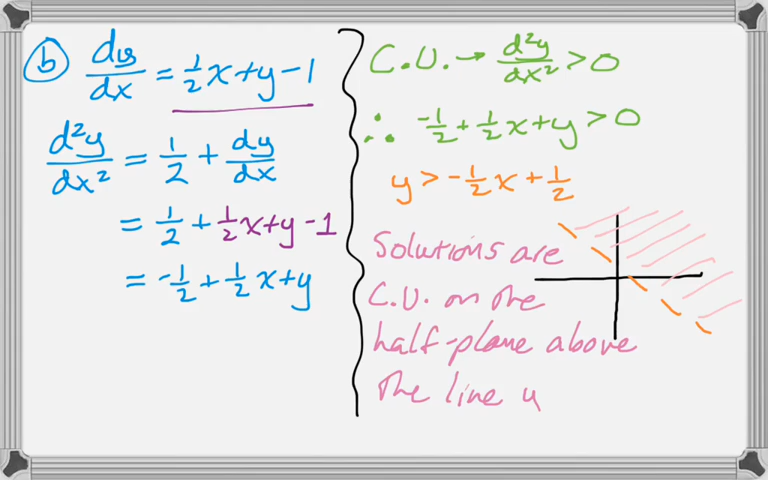 b dy/dx = 1/2x+y-1
d²y/dx² = 1/2 + dy/dx
= 1/2 + 1/2x+y-1
= -1/2 + 1/2x + y
C.U. → d²y/dx² > 0
∴ -1/2 + 1/2x + y > 0
y > -1/2x + 1/2
Solutions are
C.U. on the
half-plane above
the line y